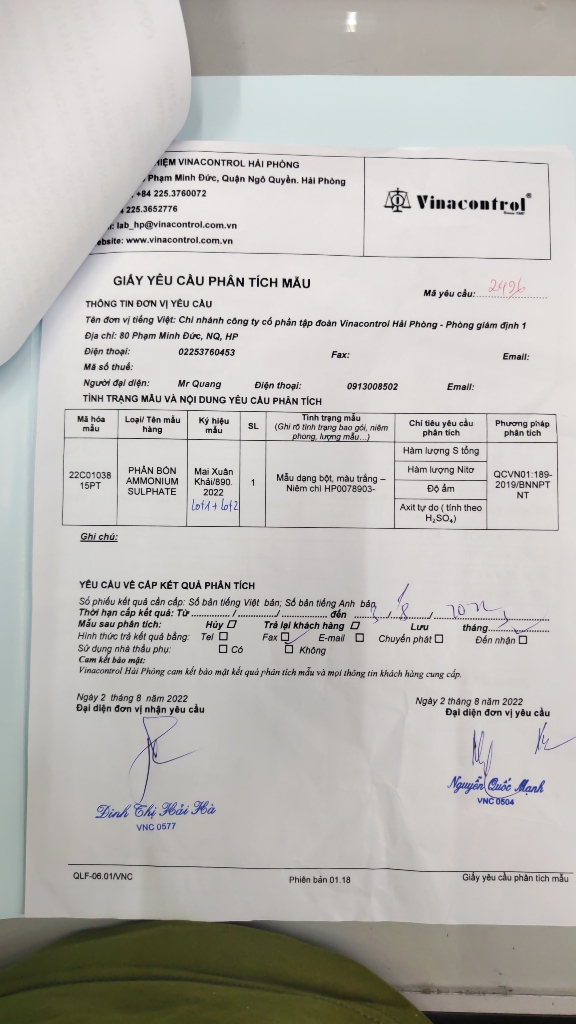 HIỆM VINACONTROL HẢI PHÒNG
Phạm Minh Đức, Quận Ngô Quyền. Hải Phòng
+84 225.3760072
225.3652776
lab_hp@vinacontrol.com.vn
ebsite: www.vinacontrol.com.vn
Vinacontrol®
GIẤY YÊU CẦU PHÂN TÍCH MẪU
Mã yêu cầu: 2496
THÔNG TIN ĐƠN VỊ YÊU CẦU
Tên đơn vị tiếng Việt: Chi nhánh công ty cổ phần tập đoàn Vinacontrol Hải Phòng - Phòng giám định 1
Địa chỉ: 80 Phạm Minh Đức, NQ, HP
Điện thoại: 02253760453 Fax: Email:
Mã số thuế:
Người đại diện: Mr Quang Điện thoại: 0913008502 Email:
TÌNH TRẠNG MẪU VÀ NỘI DUNG YÊU CẦU PHÂN TÍCH
Mã hóa mẫu
Loại/ Tên mẫu hàng
Ký hiệu mẫu
SL
Tình trạng mẫu
(Ghi rõ tình trạng bao gói, niêm phong, lượng mẫu...)
Chỉ tiêu yêu cầu phân tích
Phương pháp phân tích
22C01038
15PT
PHÂN BÓN
AMMONIUM
SULPHATE
Mai Xuân
Khải/890.
2022
Lot1 + Lot2
1
Mẫu dạng bột, màu trắng –
Niêm chì HP0078903-
Hàm lượng S tổng
Hàm lượng Nitơ
Độ ẩm
Axit tự do ( tính theo
H2SO4)
QCVN01:189-
2019/BNNPT
NT
Ghi chú:
YÊU CẦU VỀ CẤP KẾT QUẢ PHÂN TÍCH
Số phiếu kết quả cần cấp: Số bản tiếng Việt bản; Số bản tiếng Anh bản
Thời hạn cấp kết quả: Từ ............ /............ /............ đến / 8 /
Mẫu sau phân tích: Hủy ☐ Trả lại khách hàng ☐ Lưu tháng
Hình thức trả kết quả bằng: Tel ☐ Fax ☐ E-mail ☐ Chuyển phát ☐ Đến nhận ☐
Sử dụng nhà thầu phụ: ☐ Có ☐ Không
Cam kết bảo mật:
Vinacontrol Hải Phòng cam kết bảo mật kết quả phân tích mẫu và mọi thông tin khách hàng cung cấp.
Ngày 2 tháng 8 năm 2022
Đại diện đơn vị nhận yêu cầu
Ngày 2 tháng 8 năm 2022
Đại diện đơn vị yêu cầu
Đinh Thị Hải Hà
VNC 0577
Nguyễn Quốc Mạnh
VNC 0504
QLF-06.01/VNC Phiên bản 01.18 Giấy yêu cầu phân tích mẫu